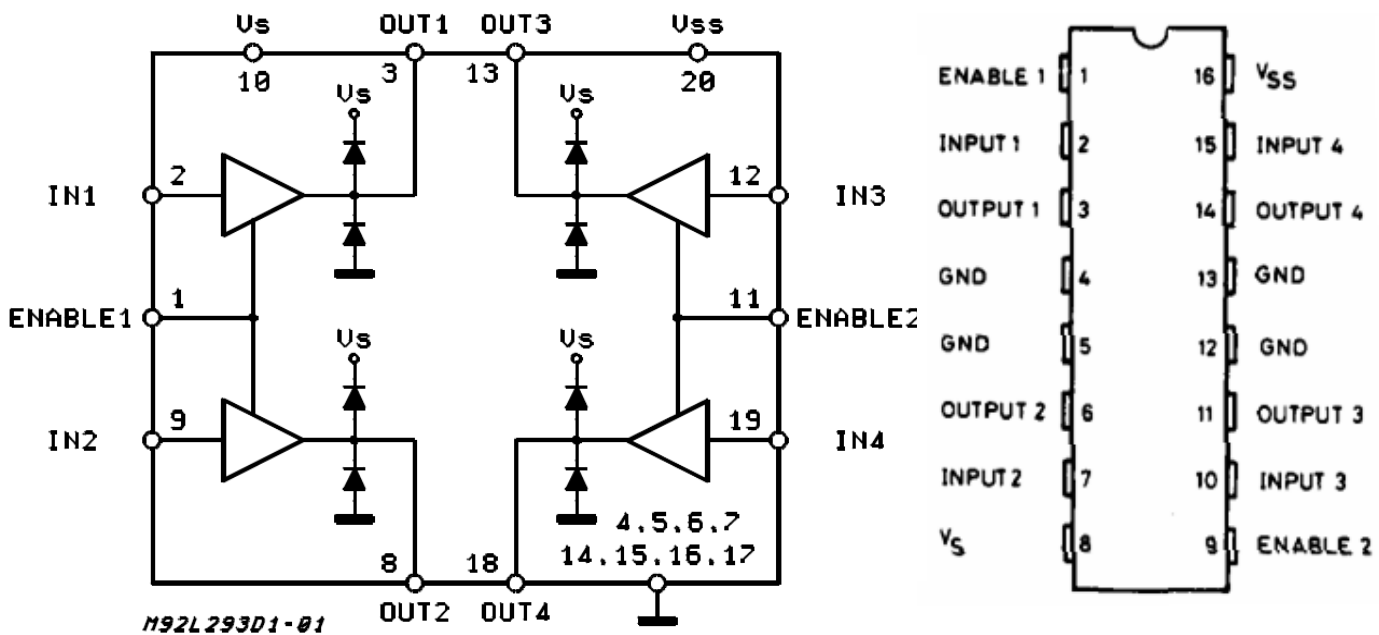 Vs OUT1 OUT3 Vss
10 3 13 20
Vs Vs
IN1 2 12 IN3
ENABLE1 1 11 ENABLE2
Vs Vs
IN2 9 19 IN4
4.5.6.7
8 18 14.15.16.17
OUT2 OUT4
M92L293D1-01
ENABLE 1 1 16 VSS
INPUT 1 2 15 INPUT 4
OUTPUT 1 3 14 OUTPUT 4
GND 4 13 GND
GND 5 12 GND
OUTPUT 2 6 11 OUTPUT 3
INPUT 2 7 10 INPUT 3
VS 8 9 ENABLE 2